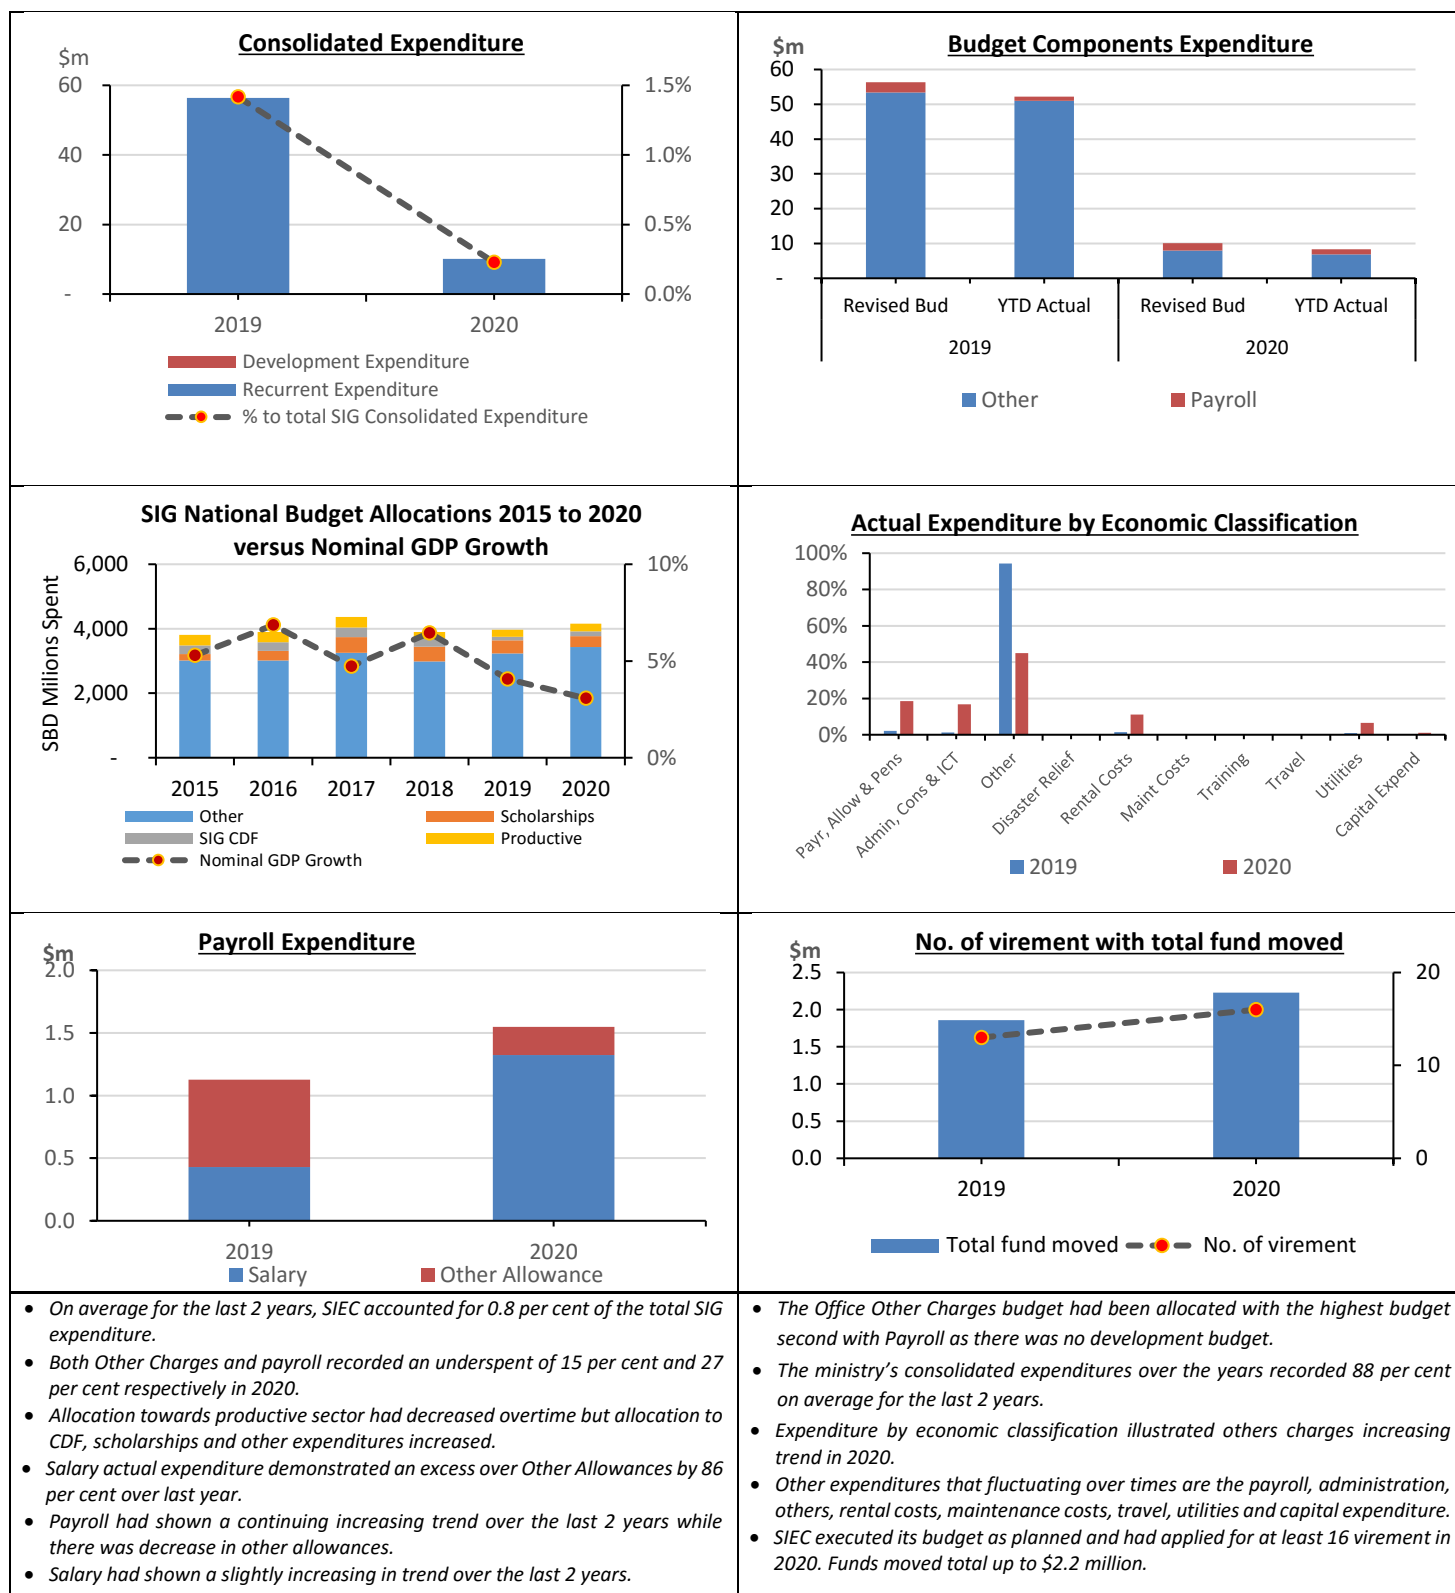 Consolidated Expenditure
$m
60
40
20
-
1.5%
1.0%
0.5%
0.0%
2019
2020
Development Expenditure
Recurrent Expenditure
% to total SIG Consolidated Expenditure
Budget Components Expenditure
$m
60
50
40
30
20
10
-
Revised Bud
YTD Actual
Revised Bud
YTD Actual
2019
2020
Other
Payroll
SIG National Budget Allocations 2015 to 2020
versus Nominal GDP Growth
SBD Milions Spent
6,000
4,000
2,000
-
10%
5%
0%
2015
2016
2017
2018
2019
2020
Other
Scholarships
SIG CDF
Productive
Nominal GDP Growth
Actual Expenditure by Economic Classification
100%
80%
60%
40%
20%
0%
Payr, Allow & Pens
Admin, Cons & ICT
Other
Disaster Relief
Rental Costs
Maint Costs
Training
Travel
Utilities
Capital Expend
2019
2020
Payroll Expenditure
$m
2.0
1.5
1.0
0.5
0.0
2019
2020
Salary
Other Allowance
No. of virement with total fund moved
$m
2.5
2.0
1.5
1.0
0.5
0.0
20
10
0
2019
2020
Total fund moved
No. of virement
• On average for the last 2 years, SIEC accounted for 0.8 per cent of the total SIG
expenditure.
• Both Other Charges and payroll recorded an underspent of 15 per cent and 27
per cent respectively in 2020.
• Allocation towards productive sector had decreased overtime but allocation to
CDF, scholarships and other expenditures increased.
• Salary actual expenditure demonstrated an excess over Other Allowances by 86
per cent over last year.
• Payroll had shown a continuing increasing trend over the last 2 years while
there was decrease in other allowances.
• Salary had shown a slightly increasing in trend over the last 2 years.
• The Office Other Charges budget had been allocated with the highest budget
second with Payroll as there was no development budget.
• The ministry's consolidated expenditures over the years recorded 88 per cent
on average for the last 2 years.
• Expenditure by economic classification illustrated others charges increasing
trend in 2020.
• Other expenditures that fluctuating over times are the payroll, administration,
others, rental costs, maintenance costs, travel, utilities and capital expenditure.
• SIEC executed its budget as planned and had applied for at least 16 virement in
2020. Funds moved total up to $2.2 million.